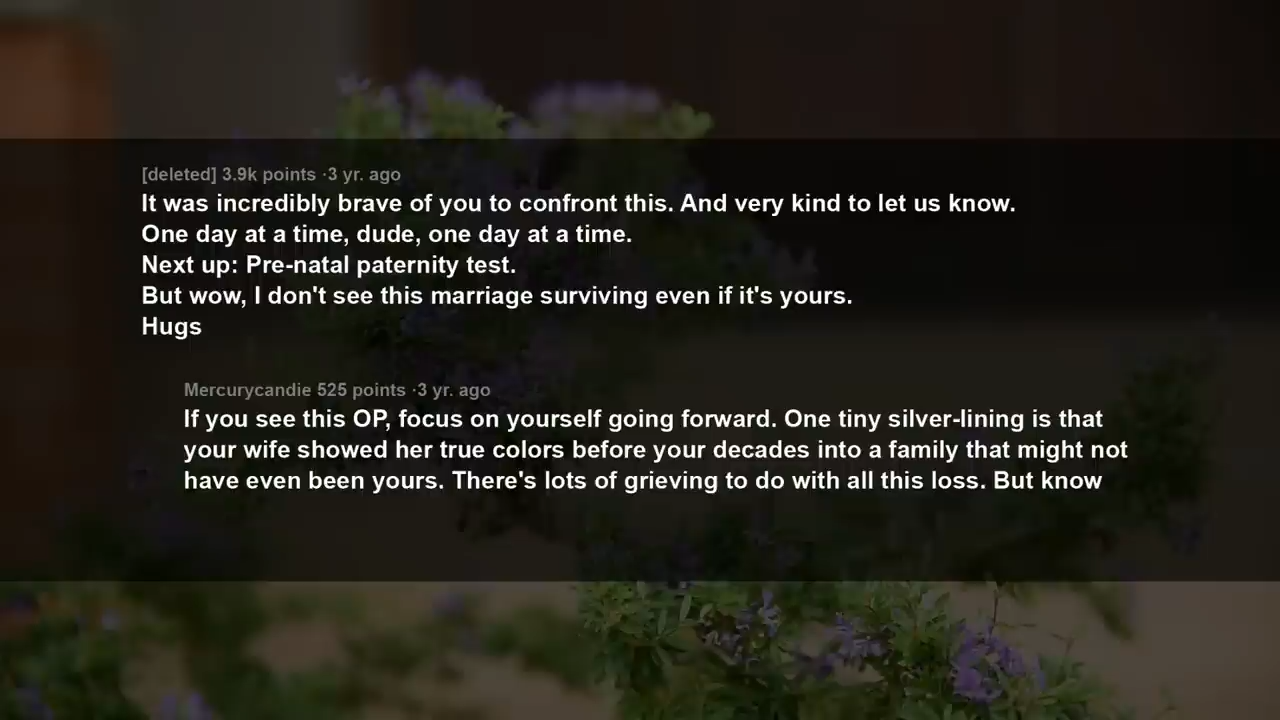 [deleted] 3.9k points ·3 yr. ago
It was incredibly brave of you to confront this. And very kind to let us know.
One day at a time, dude, one day at a time.
Next up: Pre-natal paternity test.
But wow, I don't see this marriage surviving even if it's yours.
Hugs
Mercurycandie 525 points ·3 yr. ago
If you see this OP, focus on yourself going forward. One tiny silver-lining is that
your wife showed her true colors before your decades into a family that might not
have even been yours. There's lots of grieving to do with all this loss. But know